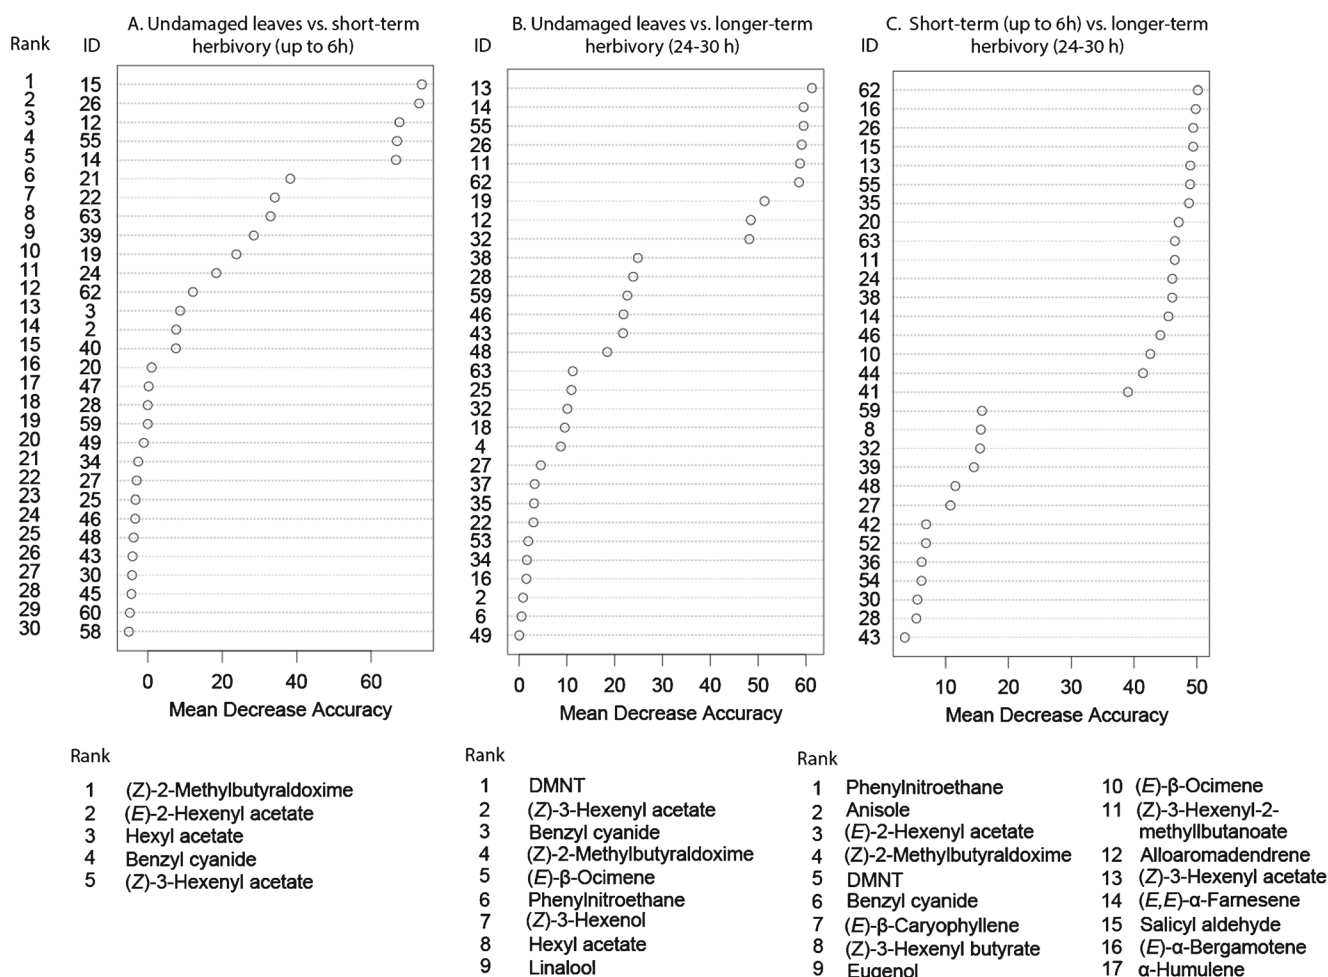 A. Undamaged leaves vs. short-term
herbivory (up to 6h)
Rank ID
1 15
2 26
3 12
4 55
5 14
6 21
7 22
8 63
9 39
10 19
11 24
12 62
13 3
14 2
15 40
16 20
17 47
18 28
19 59
20 49
21 34
22 27
23 25
24 46
25 48
26 43
27 30
28 45
29 60
30 58
0 20 40 60
Mean Decrease Accuracy
B. Undamaged leaves vs. longer-term
herbivory (24-30 h)
ID
13
14
55
26
11
62
19
12
32
38
28
59
46
43
48
63
25
32
18
4
27
37
35
22
53
34
16
2
6
49
0 10 20 30 40 50 60
Mean Decrease Accuracy
C. Short-term (up to 6h) vs. longer-term
herbivory (24-30 h)
ID
62
16
26
15
13
55
35
20
63
11
24
38
14
46
10
44
41
59
8
32
39
48
27
42
52
36
54
30
28
43
10 20 30 40 50
Mean Decrease Accuracy
Rank
1 (Z)-2-Methylbutyraldoxime
2 (E)-2-Hexenyl acetate
3 Hexyl acetate
4 Benzyl cyanide
5 (Z)-3-Hexenyl acetate
Rank
1 DMNT
2 (Z)-3-Hexenyl acetate
3 Benzyl cyanide
4 (Z)-2-Methylbutyraldoxime
5 (E)-β-Ocimene
6 Phenylnitroethane
7 (Z)-3-Hexenol
8 Hexyl acetate
9 Linalool
Rank
1 Phenylnitroethane
2 Anisole
3 (E)-2-Hexenyl acetate
4 (Z)-2-Methylbutyraldoxime
5 DMNT
6 Benzyl cyanide
7 (E)-β-Caryophyllene
8 (Z)-3-Hexenyl butyrate
9 Eugenol
10 (E)-β-Ocimene
11 (Z)-3-Hexenyl-2-
methyllbutanoate
12 Alloaromadendrene
13 (Z)-3-Hexenyl acetate
14 (E,E)-α-Farnesene
15 Salicyl aldehyde
16 (E)-α-Bergamotene
17 α-Humulene